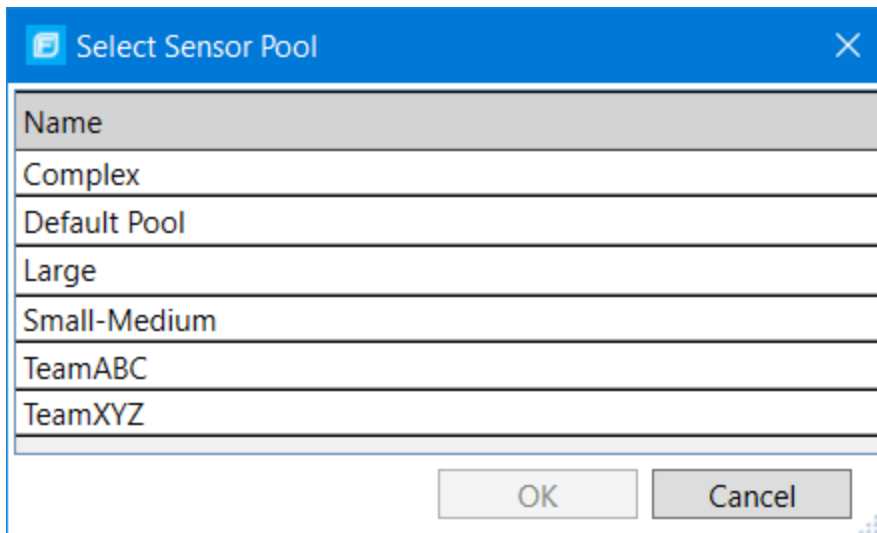 Select Sensor Pool
Name
Complex
Default Pool
Large
Small-Medium
TeamABC
TeamXYZ
OK Cancel